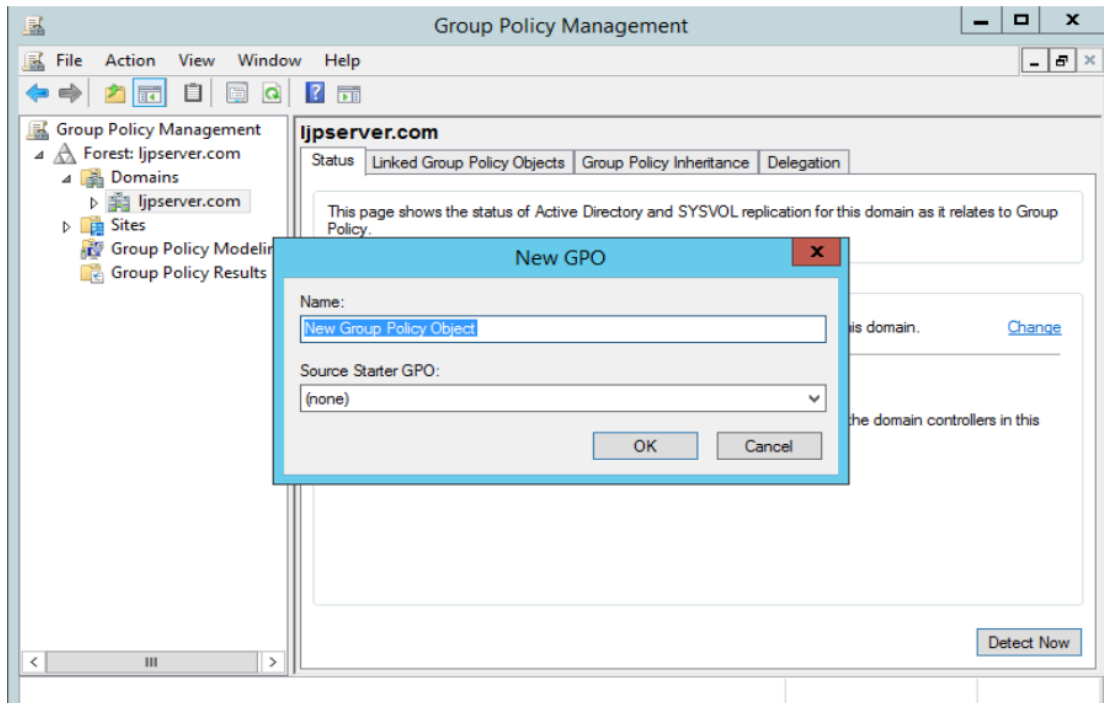 Group Policy Management
File Action View Window Help
Group Policy Management
Forest: ljpserver.com
Domains
ljpserver.com
Sites
Group Policy Modelin
Group Policy Results
ljpserver.com
Status Linked Group Policy Objects Group Policy Inheritance Delegation
This page shows the status of Active Directory and SYSVOL replication for this domain as it relates to Group
Policy.
New GPO
Name:
New Group Policy Object
Source Starter GPO:
(none)
OK Cancel
is domain. Change
the domain controllers in this
Detect Now